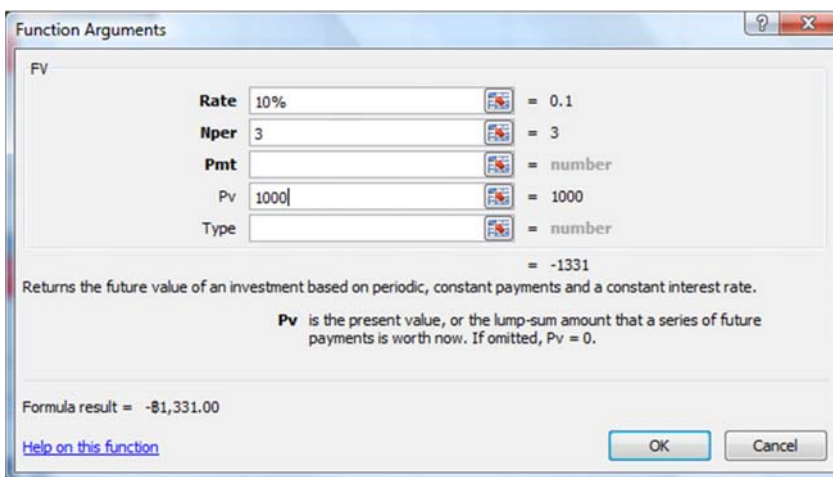 Function Arguments
FV
Rate 10% = 0.1
Nper 3 = 3
Pmt = number
Pv 1000 = 1000
Type = number
= -1331
Returns the future value of an investment based on periodic, constant payments and a constant interest rate.
Pv is the present value, or the lump-sum amount that a series of future
payments is worth now. If omitted, Pv = 0.
Formula result = -฿1,331.00
Help on this function OK Cancel